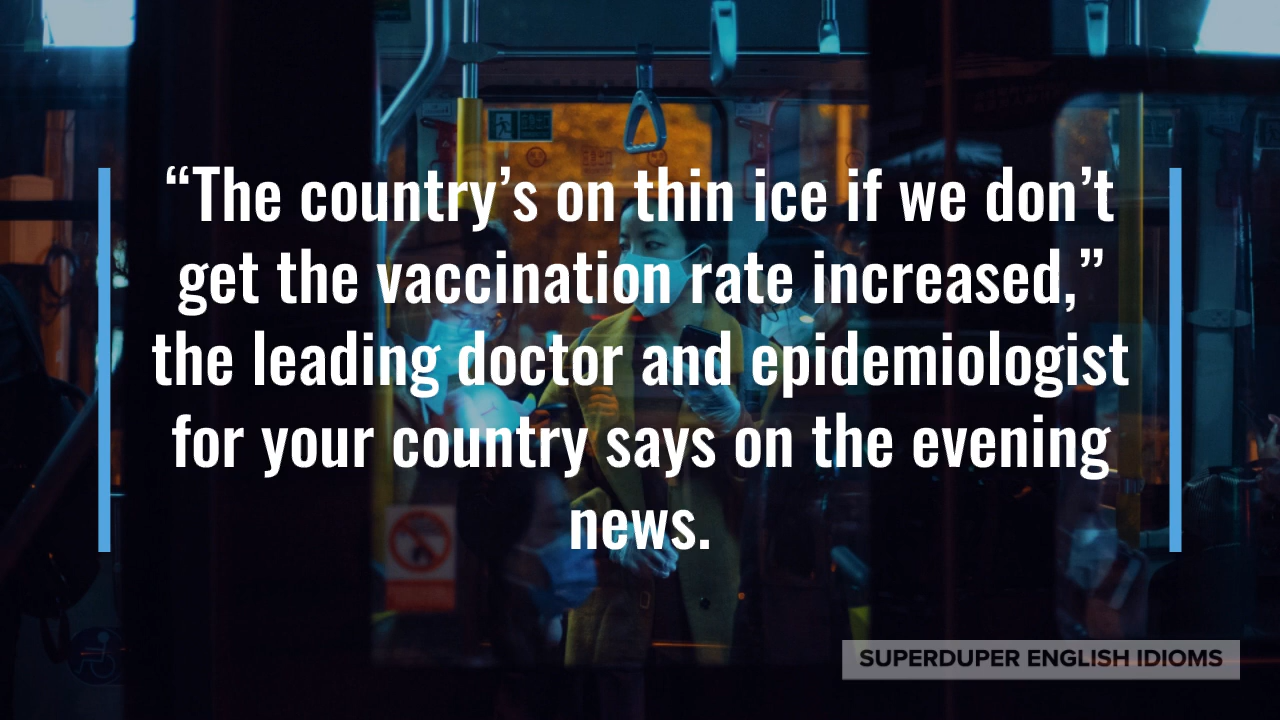 “The country’s on thin ice if we don’t
get the vaccination rate increased,”
the leading doctor and epidemiologist
for your country says on the evening
news.
SUPERDUPER ENGLISH IDIOMS